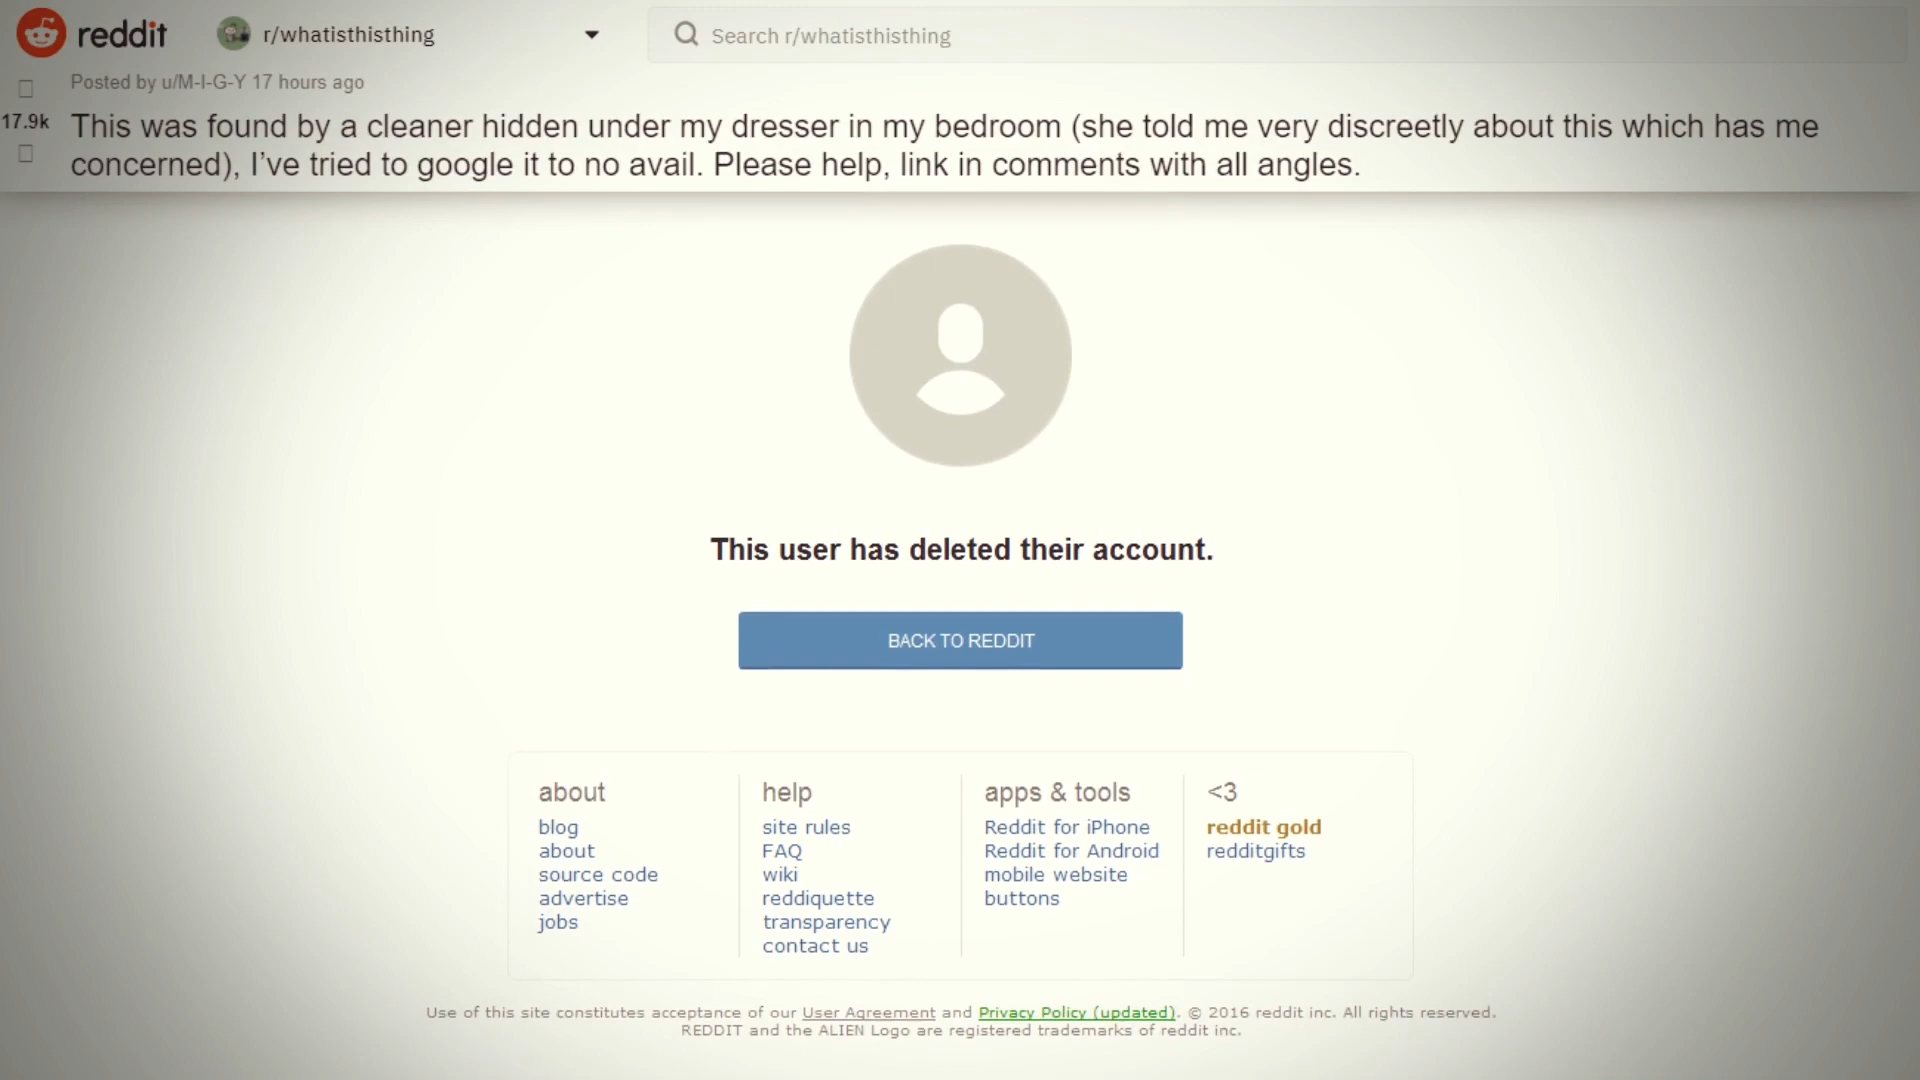 reddit r/whatisthisthing Search r/whatisthisthing
Posted by u/M-I-G-Y 17 hours ago
17.9k
This was found by a cleaner hidden under my dresser in my bedroom (she told me very discreetly about this which has me
concerned), I’ve tried to google it to no avail. Please help, link in comments with all angles.
This user has deleted their account.
BACK TO REDDIT
about
blog
about
source code
advertise
jobs
help
site rules
FAQ
wiki
reddiquette
transparency
contact us
apps & tools
Reddit for iPhone
Reddit for Android
mobile website
buttons
<3
reddit gold
redditgifts
Use of this site constitutes acceptance of our User Agreement and Privacy Policy (updated). © 2016 reddit inc. All rights reserved.
REDDIT and the ALIEN Logo are registered trademarks of reddit inc.